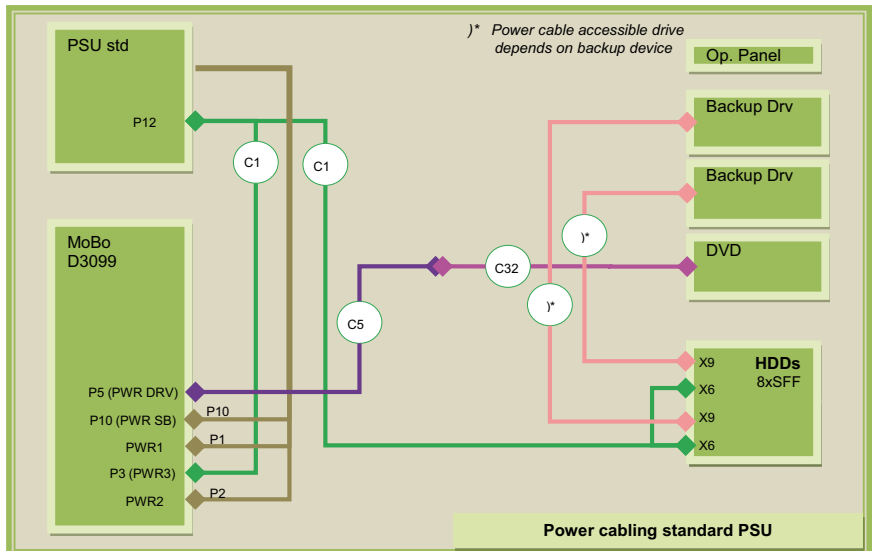 )* Power cable accessible drive
depends on backup device
PSU std
P12
C1
C1
Op. Panel
Backup Drv
Backup Drv
DVD
)*
)*
C32
C5
MoBo
D3099
P5 (PWR DRV)
P10 (PWR SB)
P10
PWR1
P1
P3 (PWR3)
PWR2
P2
HDDs
8xSFF
X9
X6
X9
X6
Power cabling standard PSU